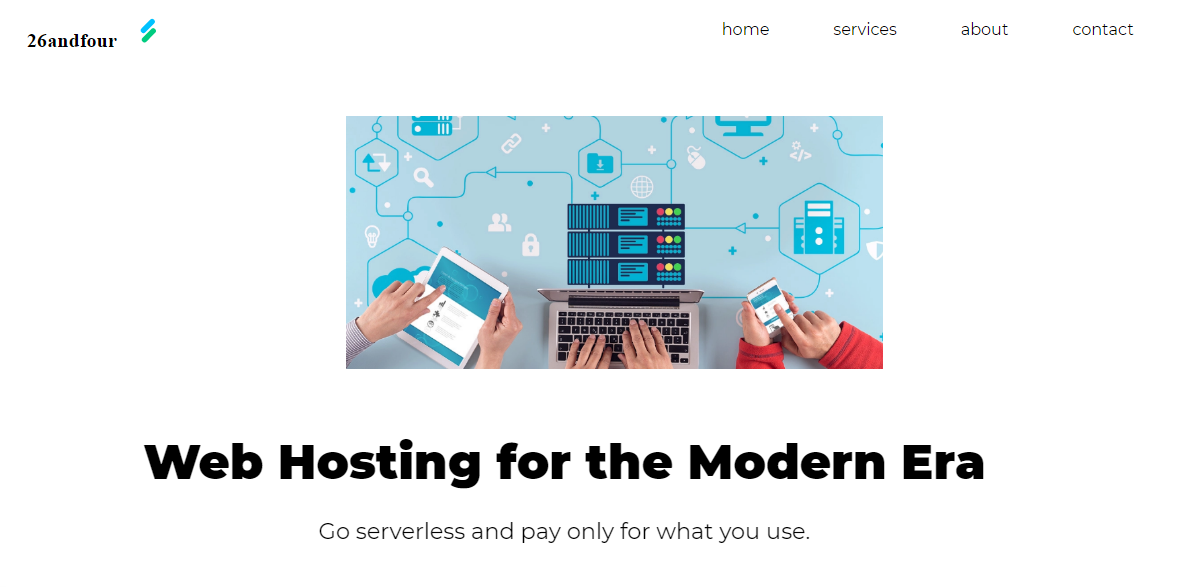 26andfour
home services about contact
Web Hosting for the Modern Era
Go serverless and pay only for what you use.